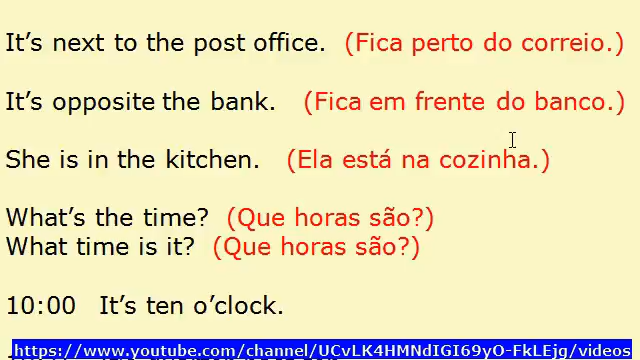 It's next to the post office. (Fica perto do correio.)
It's opposite the bank. (Fica em frente do banco.)
She is in the kitchen. (Ela está na cozinha.)
What's the time? (Que horas são?)
What time is it? (Que horas são?)
10:00 It's ten o'clock.
https://www.youtube.com/channel/UCvLK4HMNdIGI69yO-FkLEjg/videos